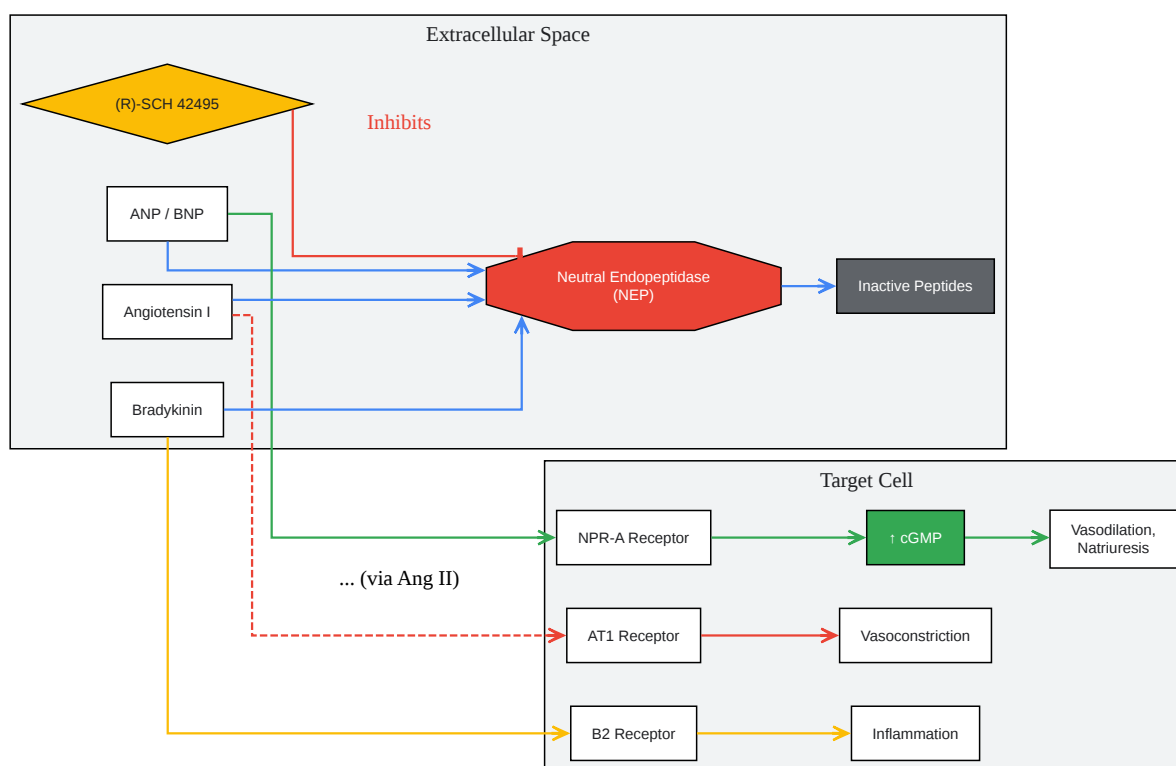 Extracellular Space
(R)-SCH 42495
Inhibits
ANP / BNP
Neutral Endopeptidase
(NEP)
Inactive Peptides
Angiotensin I
Bradykinin
Target Cell
NPR-A Receptor
↑ cGMP
Vasodilation,
Natriuresis
... (via Ang II)
AT1 Receptor
Vasoconstriction
B2 Receptor
Inflammation